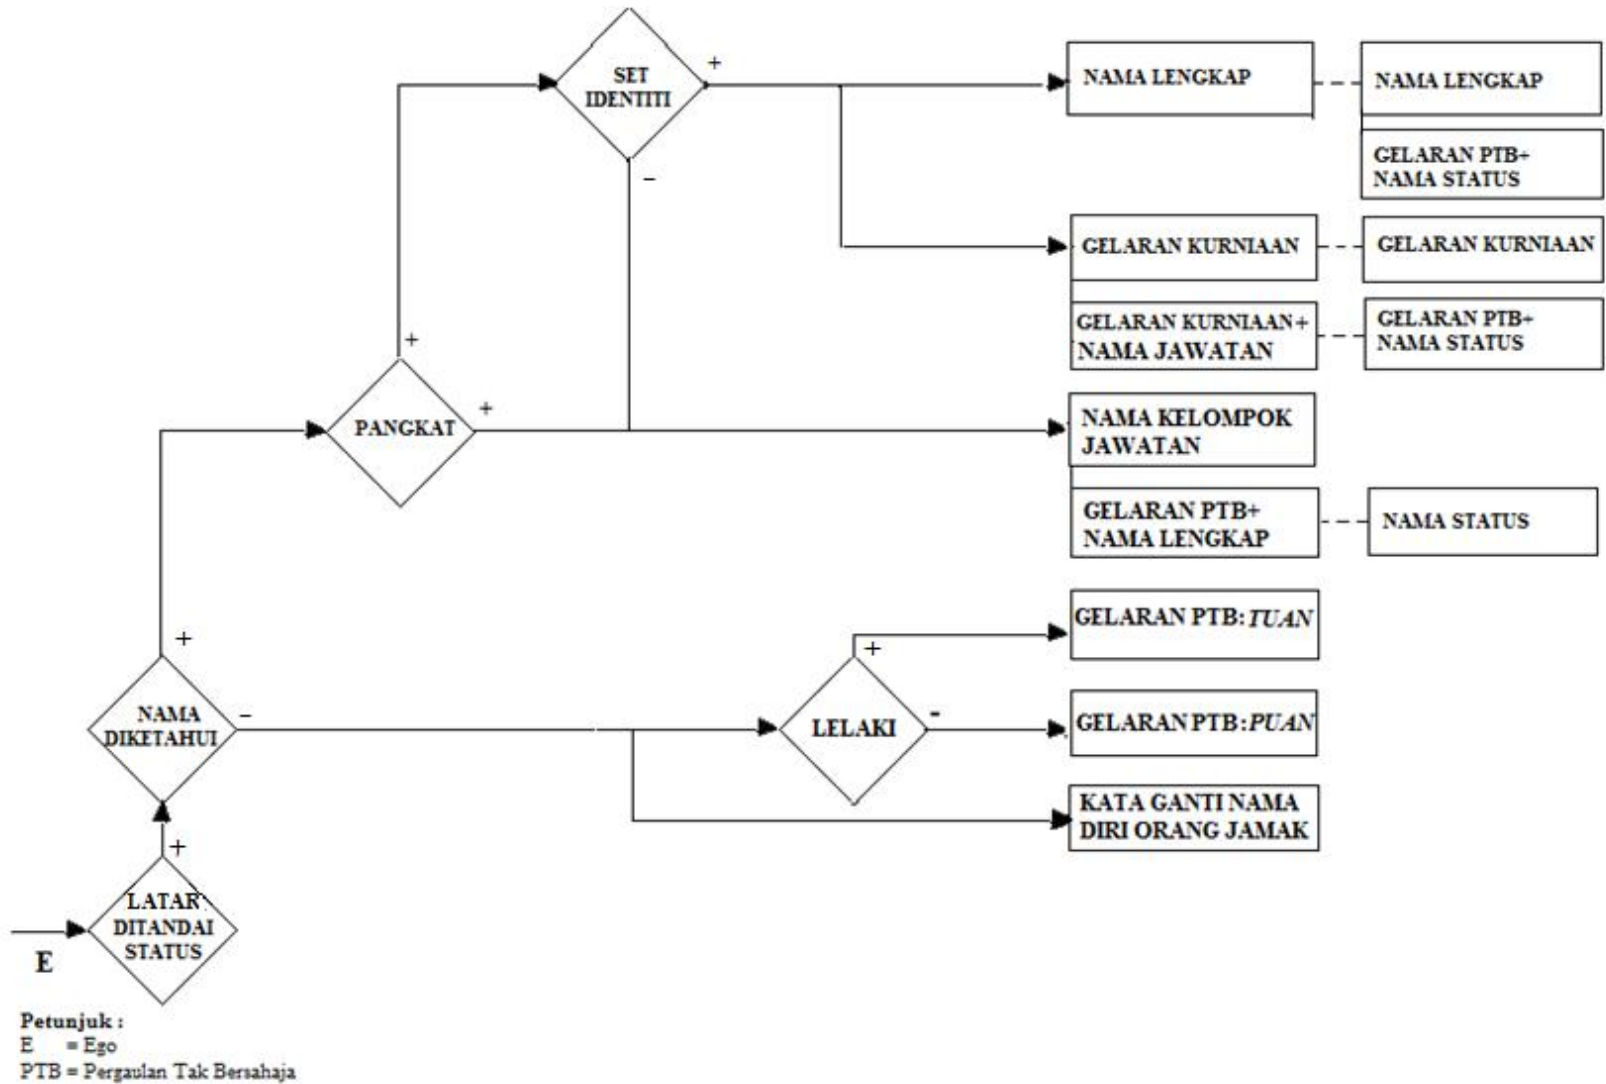 SET
IDENTITI
+
−
NAMA LENGKAP
NAMA LENGKAP
GELARAN PTB+
NAMA STATUS
GELARAN KURNIAAN
GELARAN KURNIAAN
GELARAN KURNIAAN+
NAMA JAWATAN
GELARAN PTB+
NAMA STATUS
+
PANGKAT
+
NAMA KELOMPOK
JAWATAN
GELARAN PTB+
NAMA LENGKAP
NAMA STATUS
+
NAMA
DIKETAHUI
−
+
LELAKI
-
GELARAN PTB: TUAN
GELARAN PTB:PUAN
KATA GANTI NAMA
DIRI ORANG JAMAK
+
LATAR
DITANDAI
STATUS
E
Petunjuk :
E = Ego
PTB = Pergaulan Tak Bersahaja